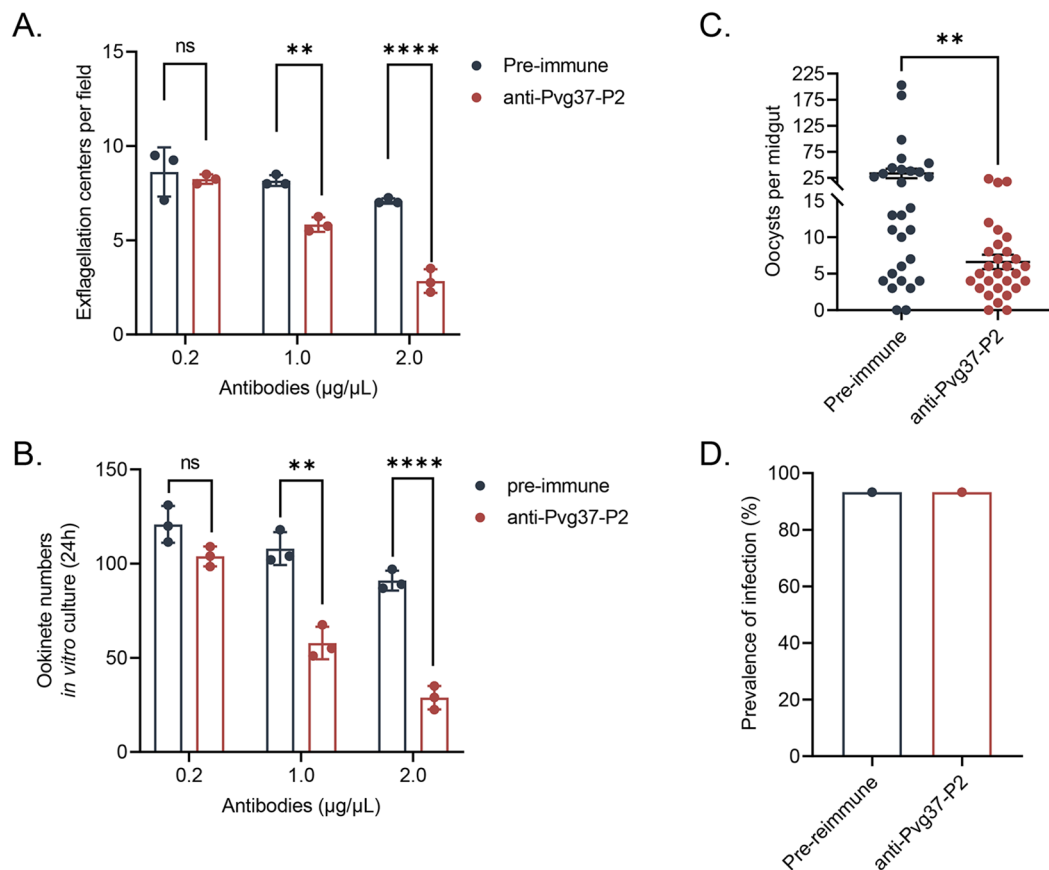 A.
Exflagellation centers per field
15
10
5
0
ns
**
****
Pre-immune
anti-Pvg37-P2
0.2
1.0
2.0
Antibodies (µg/µL)
B.
Ookinete numbers
in vitro culture (24h)
150
100
50
0
ns
**
****
pre-immune
anti-Pvg37-P2
0.2
1.0
2.0
Antibodies (µg/µL)
C.
Oocysts per midgut
225
175
125
75
25
15
10
5
0
**
Pre-immune
anti-Pvg37-P2
D.
Prevalence of infection (%)
100
80
60
40
20
0
Pre-reimmune
anti-Pvg37-P2